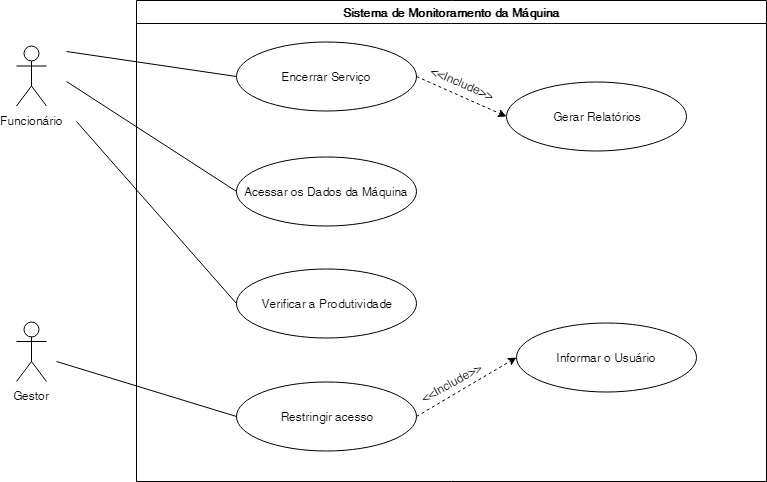 Sistema de Monitoramento da Máquina
Encerrar Serviço
<<Include>>
Gerar Relatórios
Funcionário
Acessar os Dados da Máquina
Verificar a Produtividade
Informar o Usuário
<<Include>>
Gestor
Restringir acesso